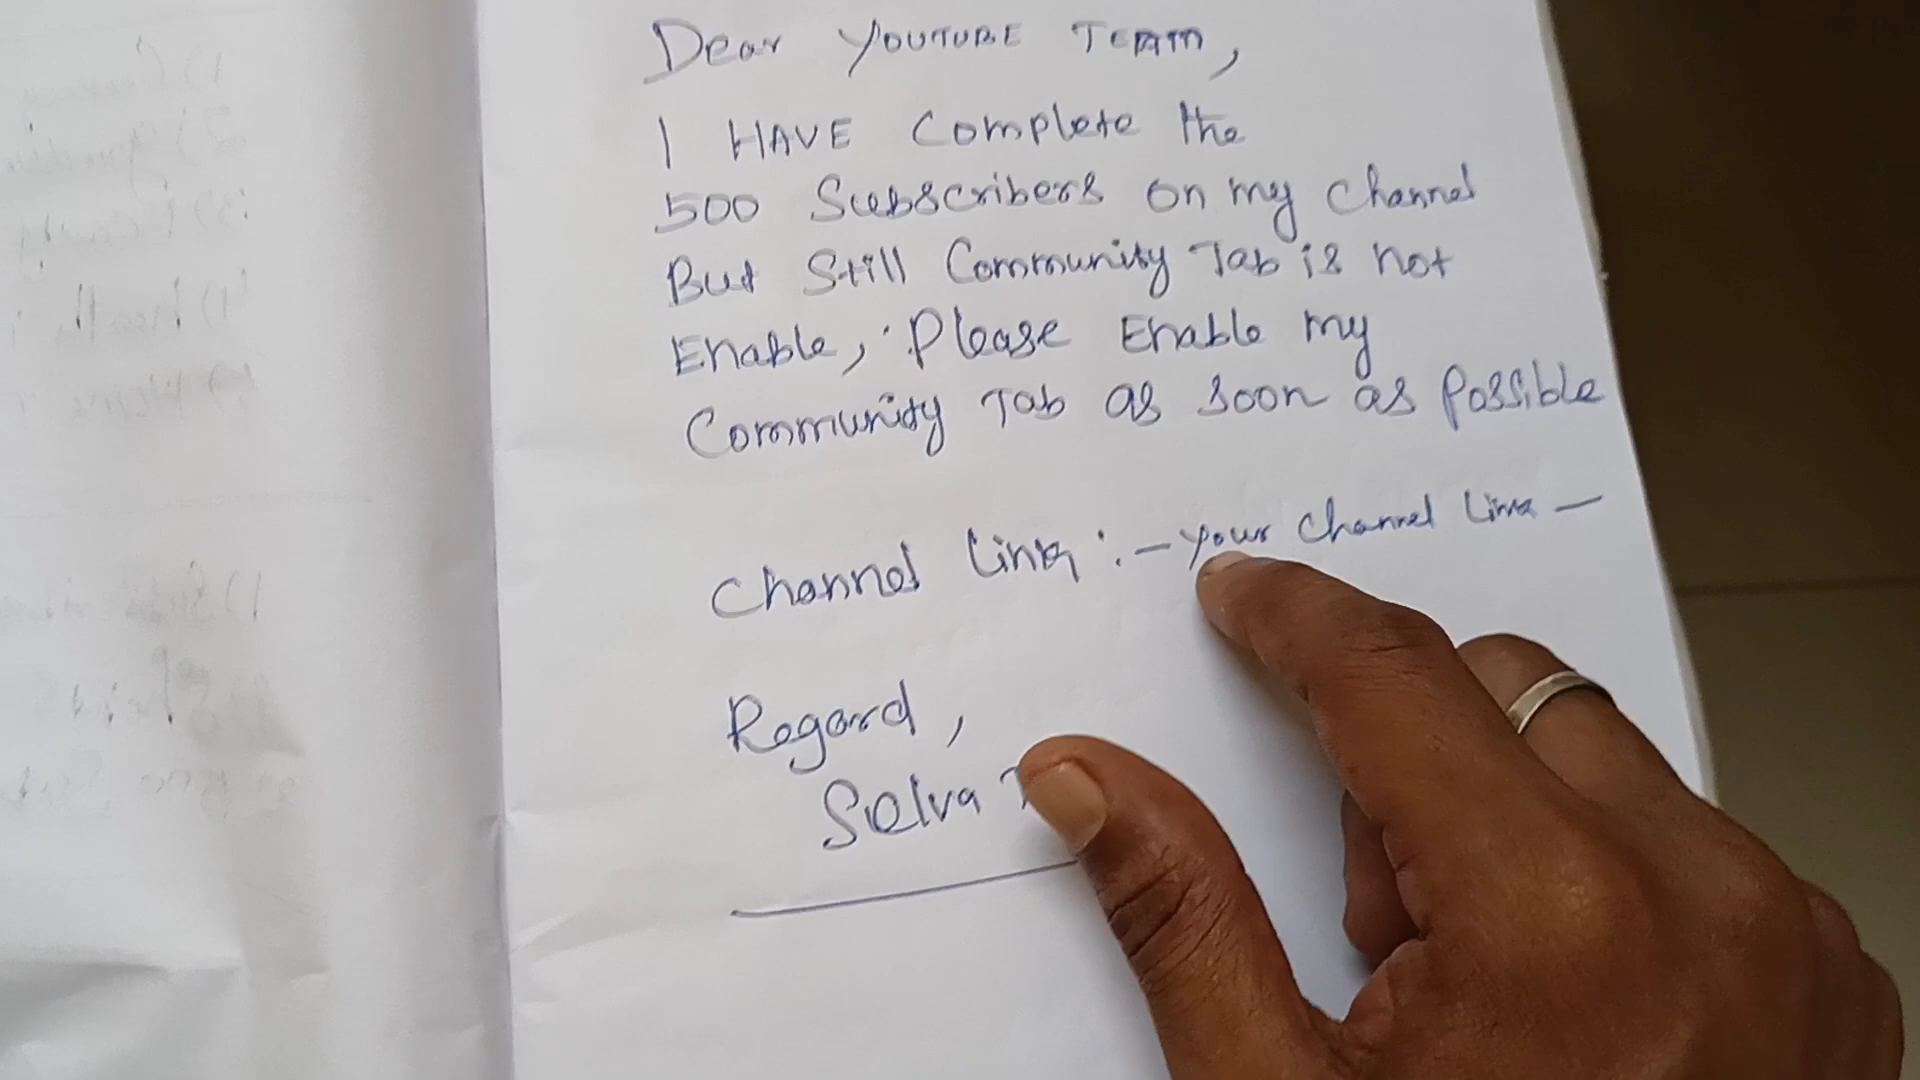 Dear YOUTUBE TEAM,
I HAVE Complete the
500 Subscribers on my channel
But Still Community Tab is not
Enable, Please Enable my
Community Tab as soon as Possible
Channel Link :- Your Channel Link -
Regard,
Selva